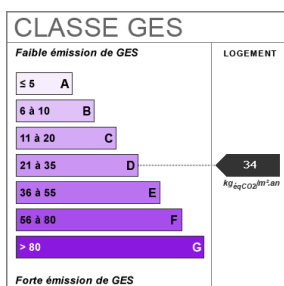 CLASSE GES
Faible émission de GES
LOGEMENT
≤ 5 A
6 à 10 B
11 à 20 C
21 à 35 D
34
kgéqCO2/m².an
36 à 55 E
56 à 80 F
> 80 G
Forte émission de GES